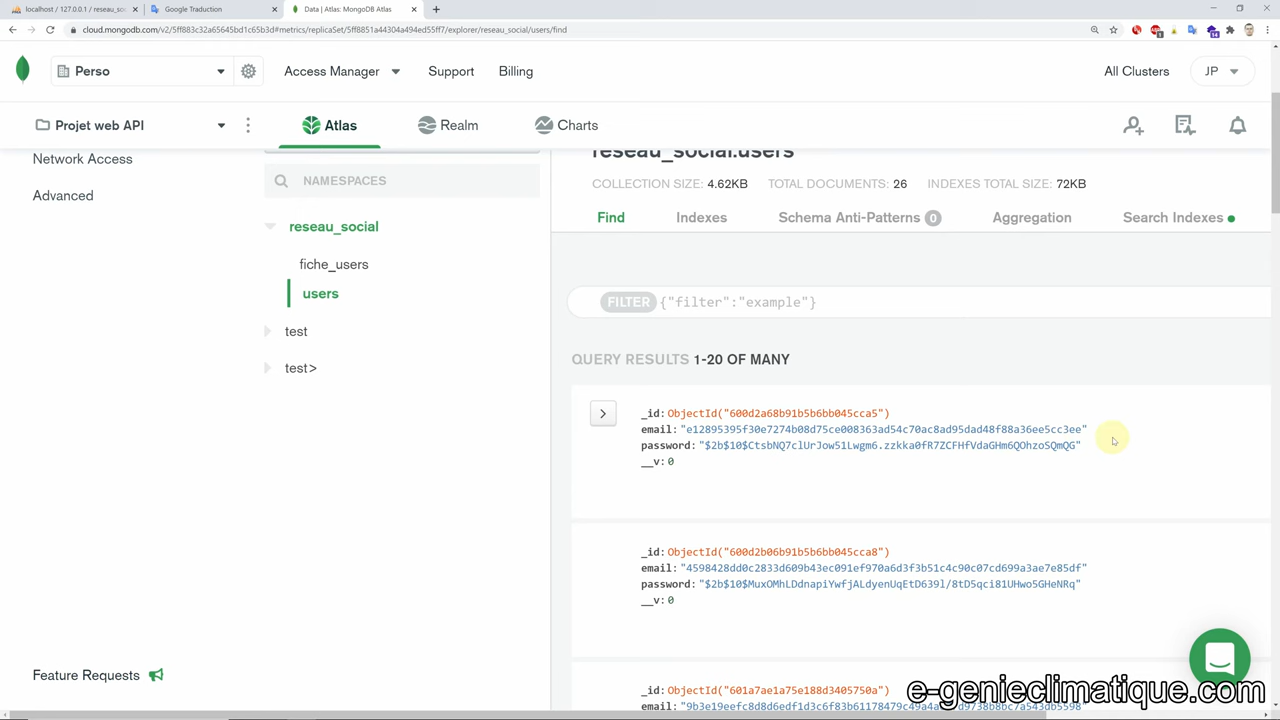 localhost / 127.0.0.1 / reseau_so
Google Traduction
Data | Atlas: MongoDB Atlas
cloud.mongodb.com/v2/5ff883c32a65645bd1c65b3d#metrics/replicaSet/5ff8851a44304a494ed55ff7/explorer/reseau_social/users/find
Perso
Access Manager
Support
Billing
All Clusters
JP
Projet web API
Atlas
Realm
Charts
Network Access
Advanced
NAMESPACES
reseau_social
fiche_users
users
test
test>
Feature Requests
reseau_social.users
COLLECTION SIZE: 4.62KB TOTAL DOCUMENTS: 26 INDEXES TOTAL SIZE: 72KB
Find Indexes Schema Anti-Patterns 0 Aggregation Search Indexes
FILTER {"filter":"example"}
QUERY RESULTS 1-20 OF MANY
_id: ObjectId("600d2a68b91b5b6bb045cca5")
email: "e12895395f30e7274b08d75ce008363ad54c70ac8ad95dad48f88a36ee5cc3ee"
password: "$2b$10$CtsbNQ7clUrJow51Lwgm6.zzkka0fR7ZCFHfVdaGHm6QOhzoSQmQG"
__v: 0
_id: ObjectId("600d2b06b91b5b6bb045cca8")
email: "4598428dd0c2833d609b43ec091ef970a6d3f3b51c4c90c07cd699a3ae7e85df"
password: "$2b$10$MuxOMhLDdnapiYwfjALdyenUqEtD639l/8tD5qci81UHwo5GHeNRq"
__v: 0
_id: ObjectId("601a7ae1a75e188d3405750a")
e-genieclimatique.com